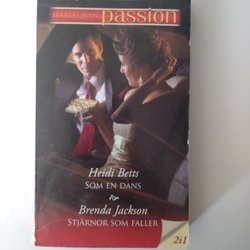 HARLEQUIN
passion
Heidi Betts
SOM EN DANS
Brenda Jackson
STJÄRNOR SOM FALLER
2i1